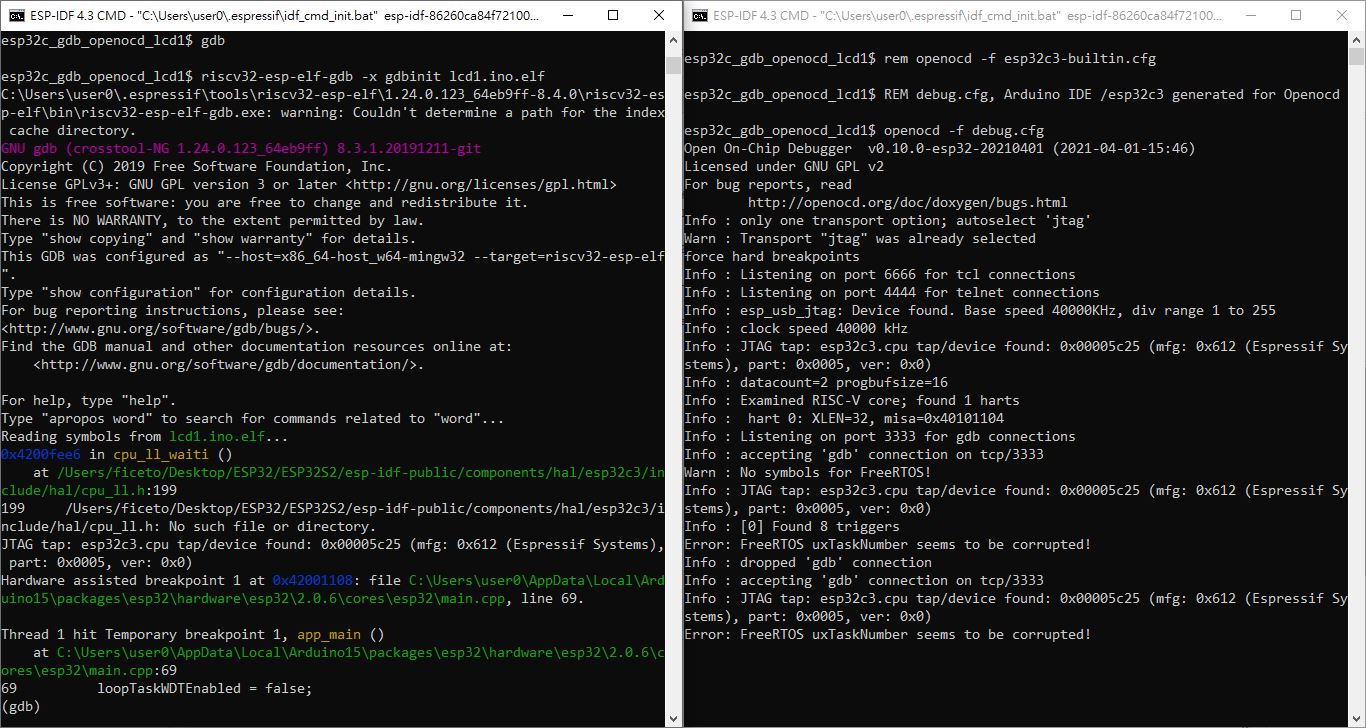 ESP-IDF 4.3 CMD - "C:\Users\user0\.espressif\idf_cmd_init.bat" esp-idf-86260ca84f72100...
esp32c_gdb_openocd_lcd1$ gdb
esp32c_gdb_openocd_lcd1$ riscv32-esp-elf-gdb -x gdbinit lcd1.ino.elf
C:\Users\user0\.espressif\tools\riscv32-esp-elf\1.24.0.123_64eb9ff-8.4.0\riscv32-es
p-elf\bin\riscv32-esp-elf-gdb.exe: warning: Couldn't determine a path for the index
 cache directory.
GNU gdb (crosstool-NG 1.24.0.123_64eb9ff) 8.3.1.20191211-git
Copyright (C) 2019 Free Software Foundation, Inc.
License GPLv3+: GNU GPL version 3 or later <http://gnu.org/licenses/gpl.html>
This is free software: you are free to change and redistribute it.
There is NO WARRANTY, to the extent permitted by law.
Type "show copying" and "show warranty" for details.
This GDB was configured as "--host=x86_64-host_w64-mingw32 --target=riscv32-esp-elf
".
Type "show configuration" for configuration details.
For bug reporting instructions, please see:
<http://www.gnu.org/software/gdb/bugs/>.
Find the GDB manual and other documentation resources online at:
    <http://www.gnu.org/software/gdb/documentation/>.
For help, type "help".
Type "apropos word" to search for commands related to "word"...
Reading symbols from lcd1.ino.elf...
0x4200fee6 in cpu_ll_waiti ()
    at /Users/ficeto/Desktop/ESP32/ESP32S2/esp-idf-public/components/hal/esp32c3/in
clude/hal/cpu_ll.h:199
199     /Users/ficeto/Desktop/ESP32/ESP32S2/esp-idf-public/components/hal/esp32c3/i
nclude/hal/cpu_ll.h: No such file or directory.
JTAG tap: esp32c3.cpu tap/device found: 0x00005c25 (mfg: 0x612 (Espressif Systems),
 part: 0x0005, ver: 0x0)
Hardware assisted breakpoint 1 at 0x42001108: file C:\Users\user0\AppData\Local\Ard
uino15\packages\esp32\hardware\esp32\2.0.6\cores\esp32\main.cpp, line 69.
Thread 1 hit Temporary breakpoint 1, app_main ()
    at C:\Users\user0\AppData\Local\Arduino15\packages\esp32\hardware\esp32\2.0.6\c
ores\esp32\main.cpp:69
69          loopTaskWDTEnabled = false;
(gdb)
ESP-IDF 4.3 CMD - "C:\Users\user0\.espressif\idf_cmd_init.bat" esp-idf-86260ca84f72100...
esp32c_gdb_openocd_lcd1$ rem openocd -f esp32c3-builtin.cfg
esp32c_gdb_openocd_lcd1$ REM debug.cfg, Arduino IDE /esp32c3 generated for Openocd
esp32c_gdb_openocd_lcd1$ openocd -f debug.cfg
Open On-Chip Debugger  v0.10.0-esp32-20210401 (2021-04-01-15:46)
Licensed under GNU GPL v2
For bug reports, read
        http://openocd.org/doc/doxygen/bugs.html
Info : only one transport option; autoselect 'jtag'
Warn : Transport "jtag" was already selected
force hard breakpoints
Info : Listening on port 6666 for tcl connections
Info : Listening on port 4444 for telnet connections
Info : esp_usb_jtag: Device found. Base speed 40000KHz, div range 1 to 255
Info : clock speed 40000 kHz
Info : JTAG tap: esp32c3.cpu tap/device found: 0x00005c25 (mfg: 0x612 (Espressif Sy
stems), part: 0x0005, ver: 0x0)
Info : datacount=2 progbufsize=16
Info : Examined RISC-V core; found 1 harts
Info :  hart 0: XLEN=32, misa=0x40101104
Info : Listening on port 3333 for gdb connections
Info : accepting 'gdb' connection on tcp/3333
Warn : No symbols for FreeRTOS!
Info : JTAG tap: esp32c3.cpu tap/device found: 0x00005c25 (mfg: 0x612 (Espressif Sy
stems), part: 0x0005, ver: 0x0)
Info : [0] Found 8 triggers
Error: FreeRTOS uxTaskNumber seems to be corrupted!
Info : dropped 'gdb' connection
Info : accepting 'gdb' connection on tcp/3333
Info : JTAG tap: esp32c3.cpu tap/device found: 0x00005c25 (mfg: 0x612 (Espressif Sy
stems), part: 0x0005, ver: 0x0)
Error: FreeRTOS uxTaskNumber seems to be corrupted!